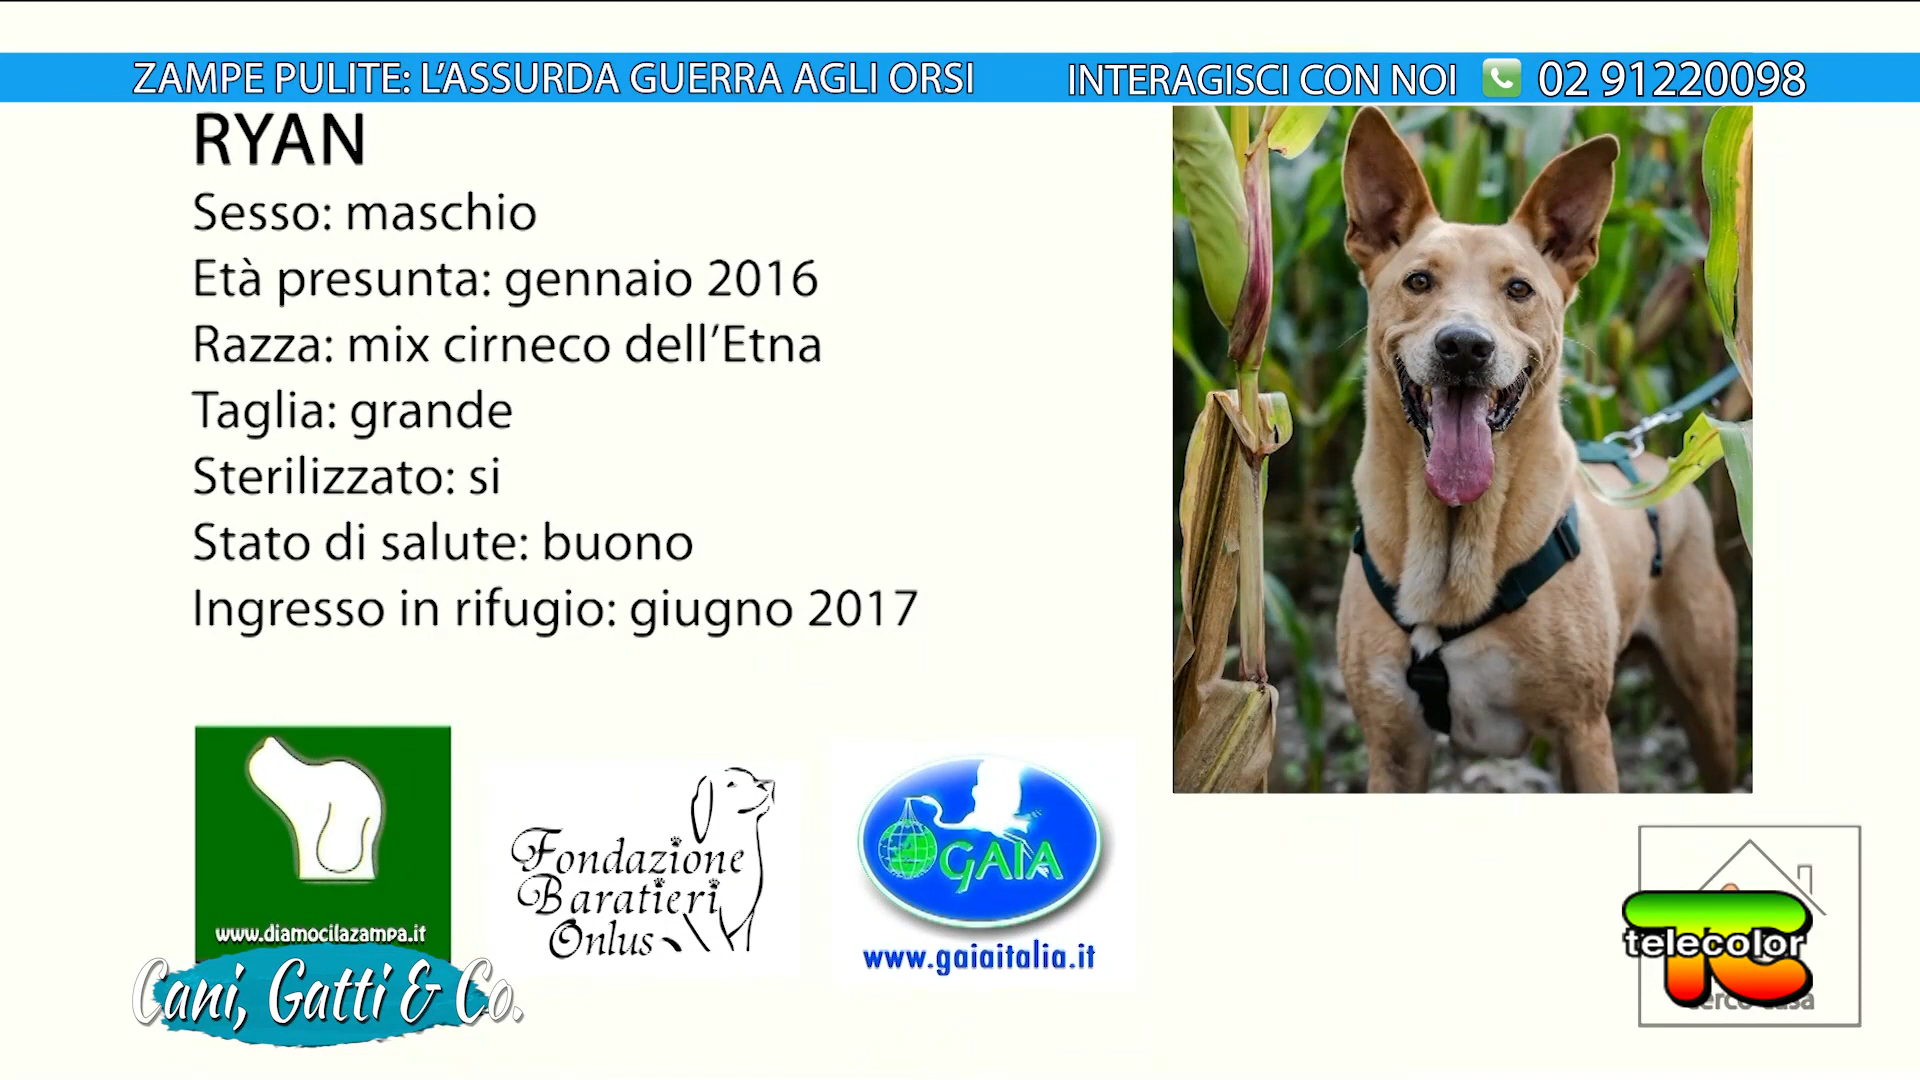 ZAMPE PULITE: L'ASSURDA GUERRA AGLI ORSI
INTERAGISCI CON NOI 02 91220098
RYAN
Sesso: maschio
Età presunta: gennaio 2016
Razza: mix cirneco dell'Etna
Taglia: grande
Sterilizzato: si
Stato di salute: buono
Ingresso in rifugio: giugno 2017
www.diamocilazampa.it
Fondazione
Baratieri
Onlus
GAIA
www.gaiaitalia.it
telecolor
Cani, Gatti & Co.